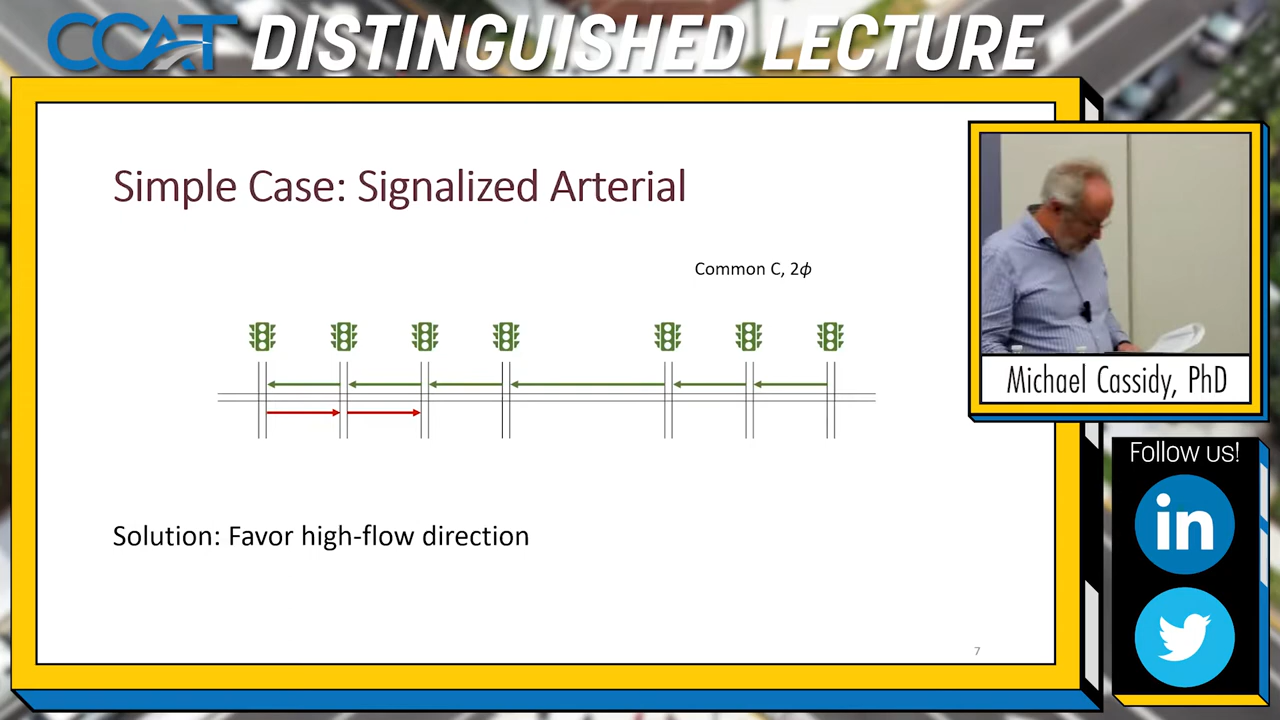 CCAT DISTINGUISHED LECTURE
Simple Case: Signalized Arterial
Common C, 2ϕ
Solution: Favor high-flow direction
7
Michael Cassidy, PhD
Follow us!
in